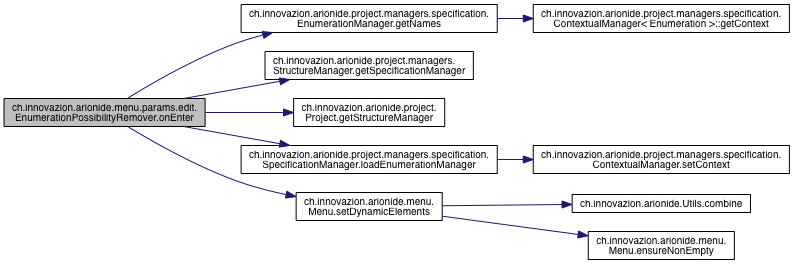 ch.innovazion.arionide.menu.params.edit.
EnumerationPossibilityRemover.onEnter
ch.innovazion.arionide.project.managers.specification.
EnumerationManager.getNames
ch.innovazion.arionide.project.managers.specification.
ContextualManager< Enumeration >::getContext
ch.innovazion.arionide.project.managers.
StructureManager.getSpecificationManager
ch.innovazion.arionide.project.
Project.getStructureManager
ch.innovazion.arionide.project.managers.specification.
SpecificationManager.loadEnumerationManager
ch.innovazion.arionide.project.managers.specification.
ContextualManager.setContext
ch.innovazion.arionide.menu.
Menu.setDynamicElements
ch.innovazion.arionide.Utils.combine
ch.innovazion.arionide.menu.
Menu.ensureNonEmpty